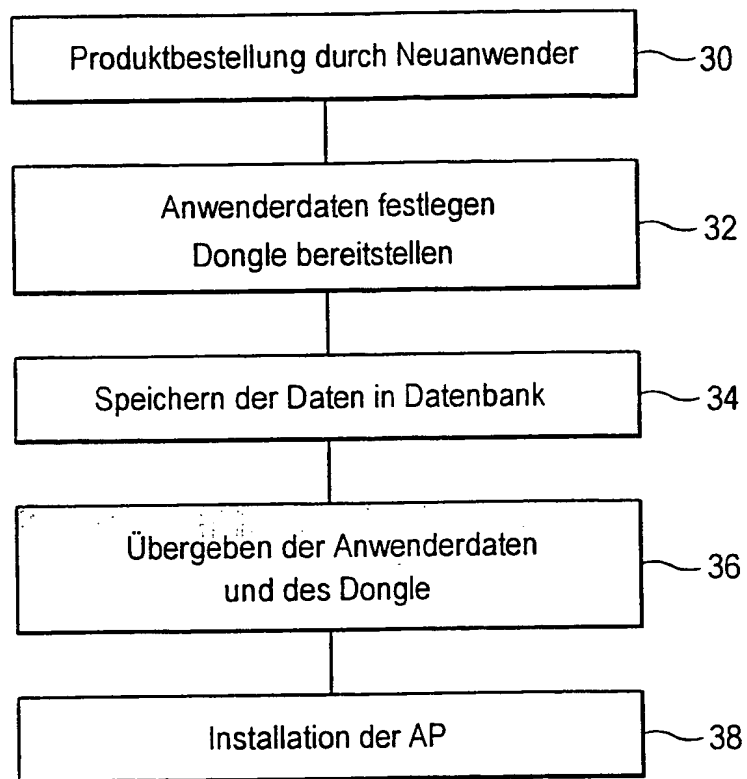 Produktbestellung durch Neuanwender
30
Anwenderdaten festlegen
Dongle bereitstellen
32
Speichern der Daten in Datenbank
34
Übergeben der Anwenderdaten
und des Dongle
36
Installation der AP
38